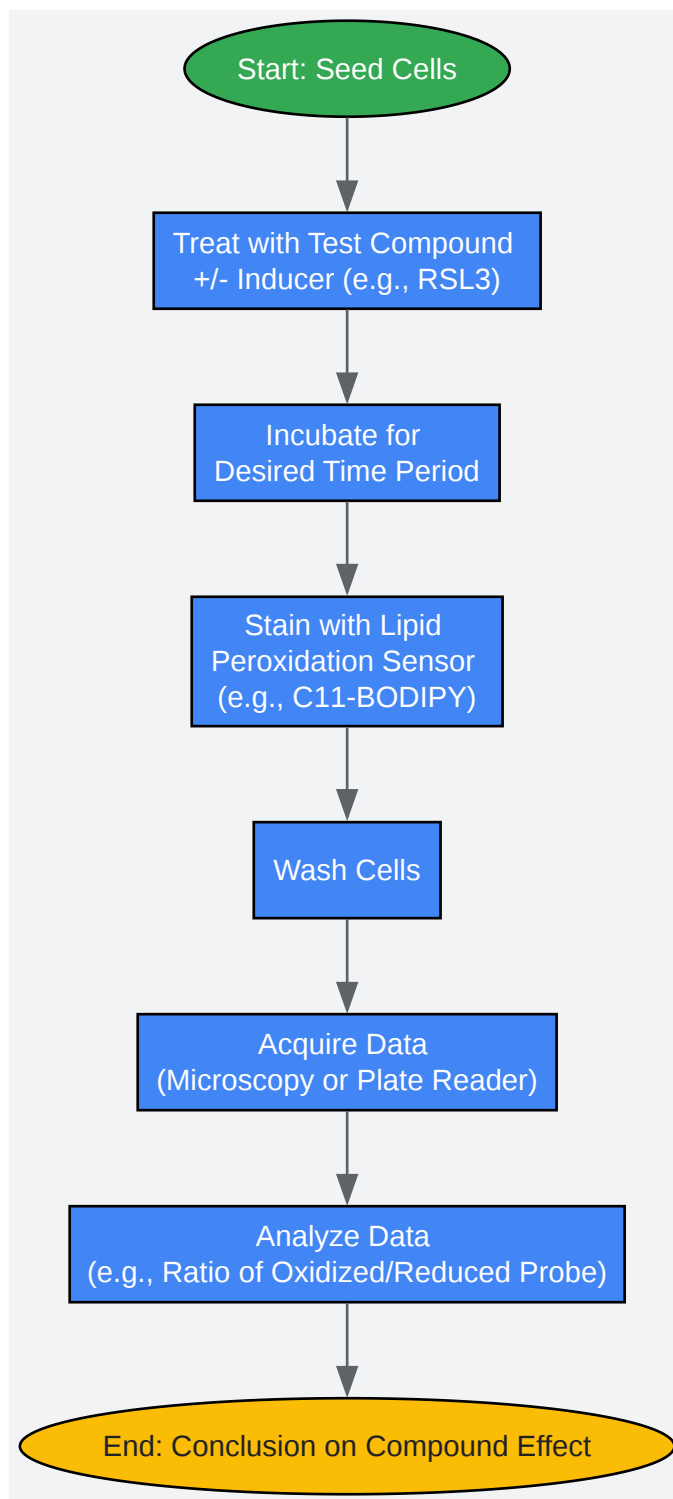 Start: Seed Cells
Treat with Test Compound
+/- Inducer (e.g., RSL3)
Incubate for
Desired Time Period
Stain with Lipid
Peroxidation Sensor
(e.g., C11-BODIPY)
Wash Cells
Acquire Data
(Microscopy or Plate Reader)
Analyze Data
(e.g., Ratio of Oxidized/Reduced Probe)
End: Conclusion on Compound Effect